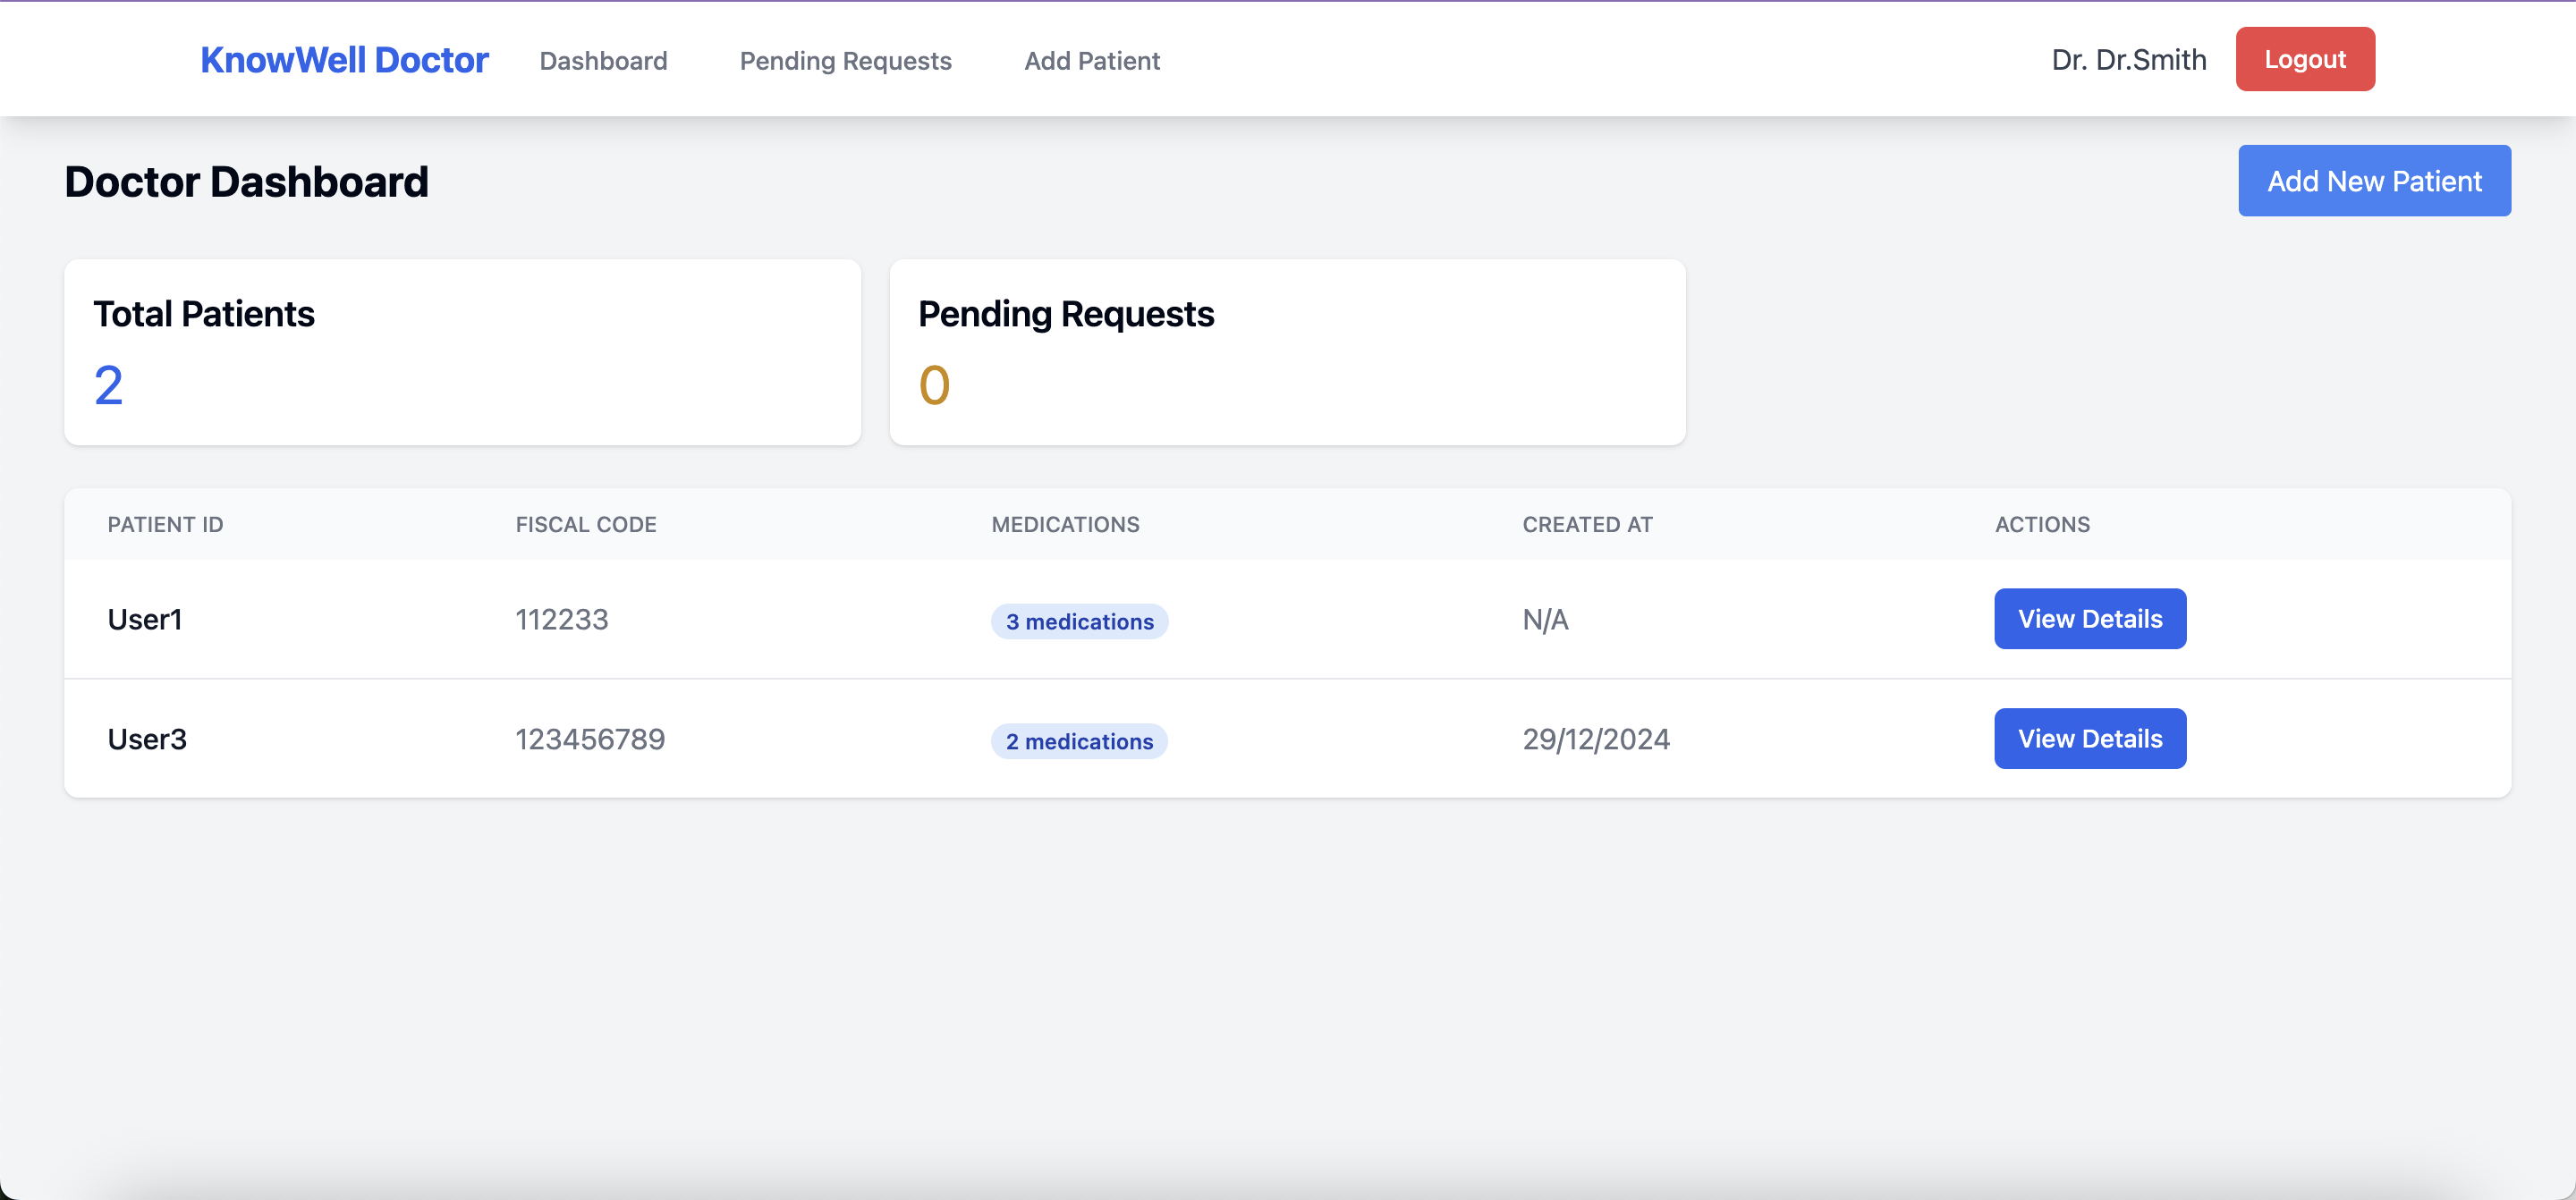 KnowWell Doctor Dashboard Pending Requests Add Patient Dr. Dr.Smith Logout
Doctor Dashboard Add New Patient
Total Patients Pending Requests
2 0
PATIENT ID FISCAL CODE MEDICATIONS CREATED AT ACTIONS
User1 112233 3 medications N/A View Details
User3 123456789 2 medications 29/12/2024 View Details